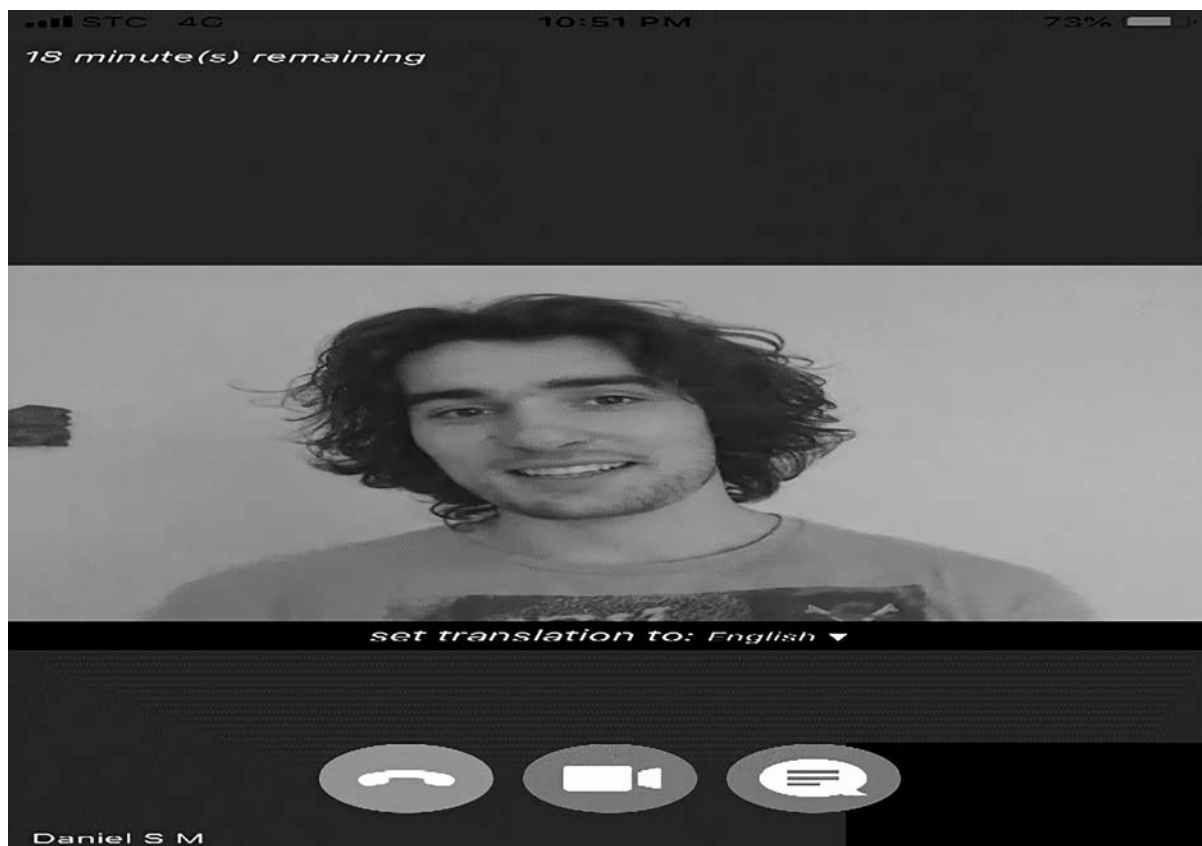 STC 4G 10:51 PM 73%
18 minute(s) remaining
set translation to: English
Daniel S M